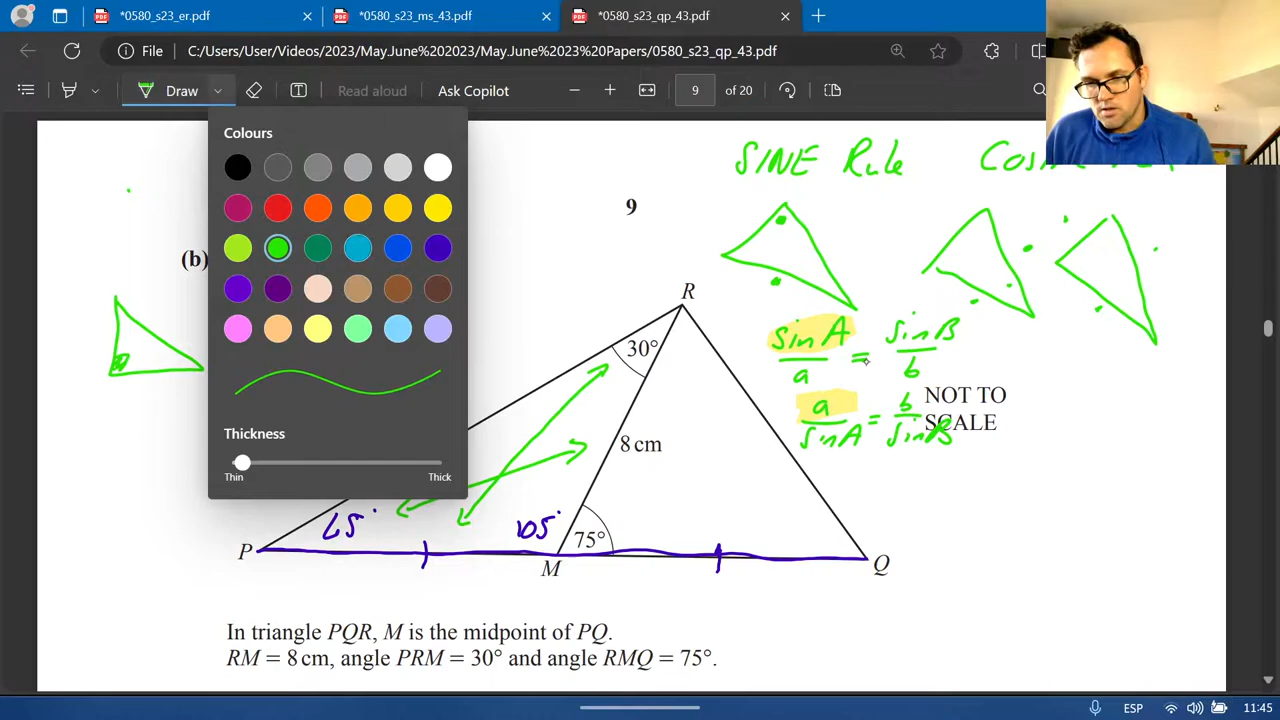 *0580_s23_er.pdf
*0580_s23_ms_43.pdf
*0580_s23_qp_43.pdf
File
C:/Users/User/Videos/2023/May.June%202023/May.June%202023%20Papers/0580_s23_qp_43.pdf
Draw
Read aloud
Ask Copilot
9
of 20
Colours
Thickness
Thin
Thick
SINE Rule
9
(b)
R
30°
sin A / a = sin B / b
NOT TO
a / sin A = b / sin B
SCALE
8 cm
45°
105°
75°
P
M
Q
In triangle PQR, M is the midpoint of PQ.
RM = 8 cm, angle PRM = 30° and angle RMQ = 75°.
ESP
11:45